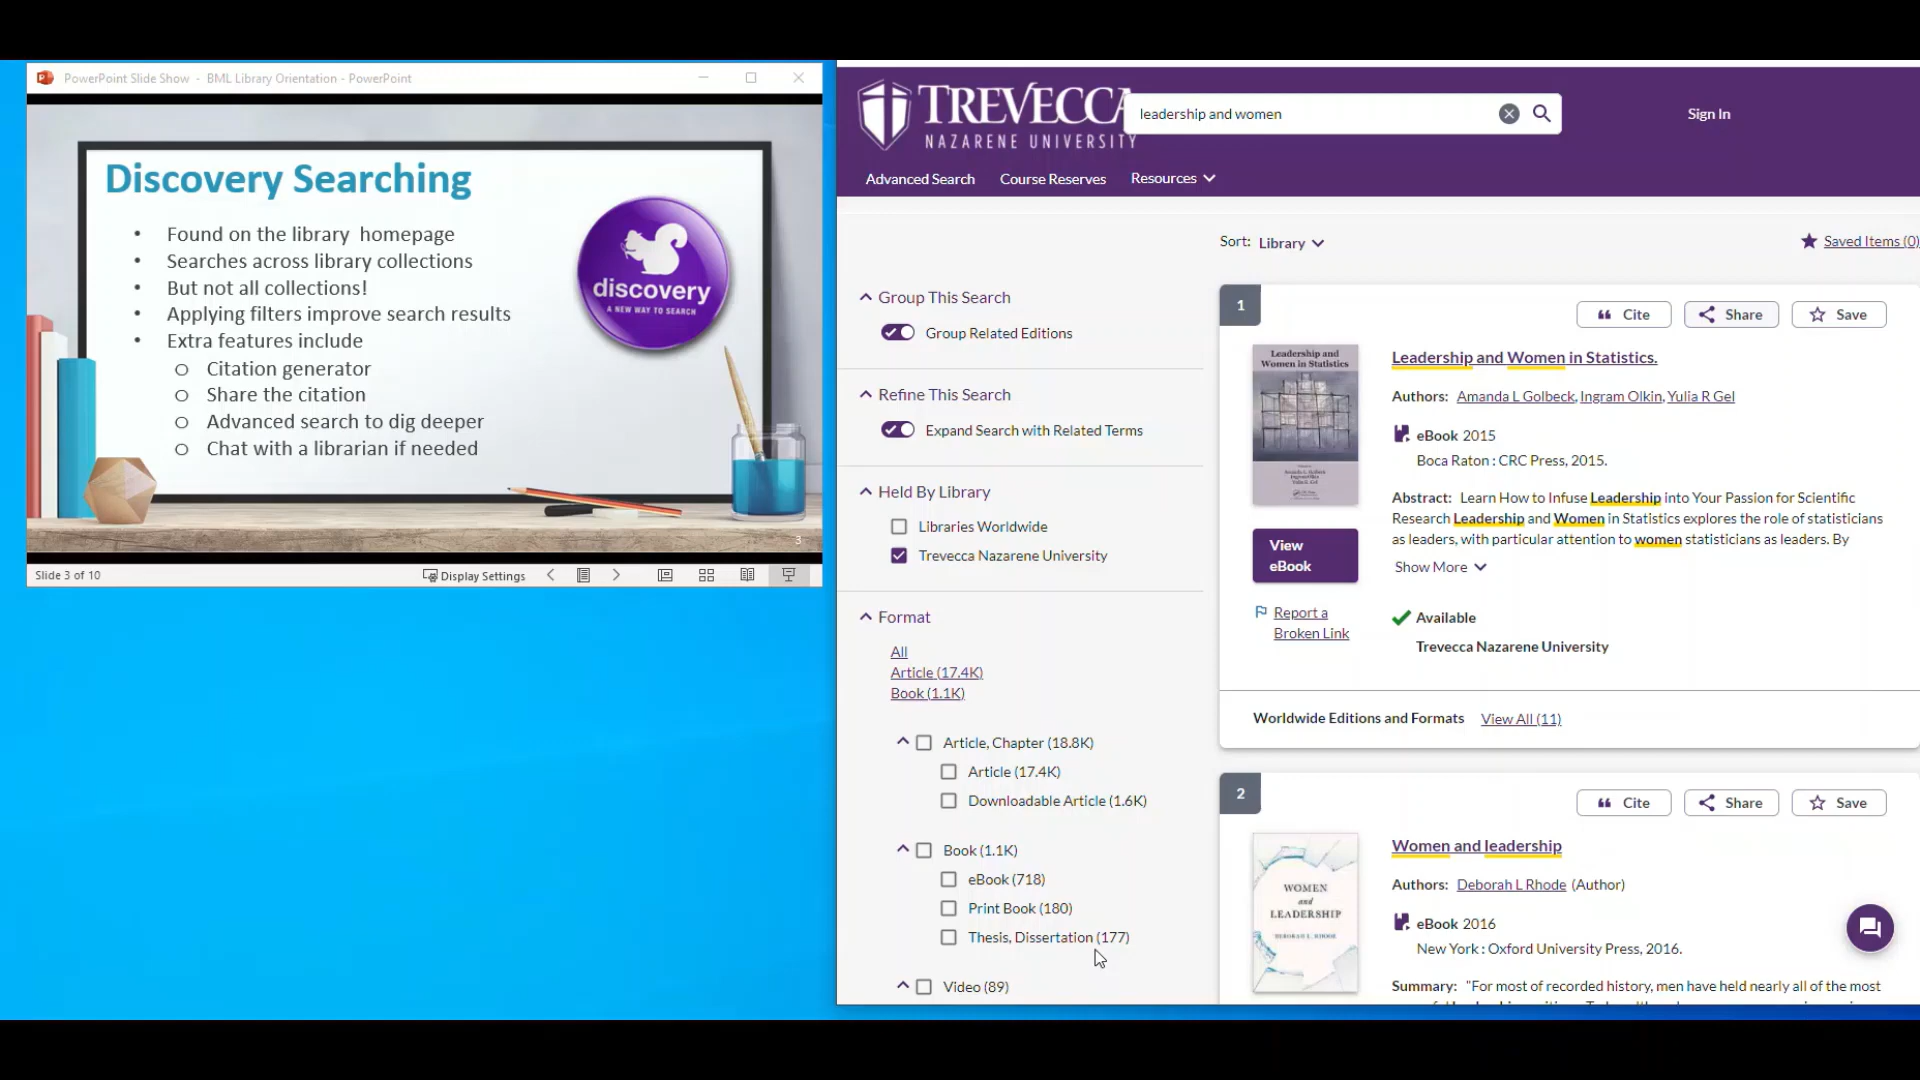 PowerPoint Slide Show - BML Library Orientation - PowerPoint
Discovery Searching
• Found on the library homepage
• Searches across library collections
• But not all collections!
• Applying filters improve search results
• Extra features include
o Citation generator
o Share the citation
o Advanced search to dig deeper
o Chat with a librarian if needed
discovery
A NEW WAY TO SEARCH
3
Slide 3 of 10
Display Settings
TREVECCA
NAZARENE UNIVERSITY
leadership and women
Sign In
Advanced Search Course Reserves Resources
Sort: Library
Saved Items (0)
Group This Search
Group Related Editions
Refine This Search
Expand Search with Related Terms
Held By Library
Libraries Worldwide
Trevecca Nazarene University
Format
All
Article (17.4K)
Book (1.1K)
Article, Chapter (18.8K)
Article (17.4K)
Downloadable Article (1.6K)
Book (1.1K)
eBook (718)
Print Book (180)
Thesis, Dissertation (177)
Video (89)
1
Cite Share Save
Leadership and
Women in Statistics
Leadership and Women in Statistics.
Authors: Amanda L Golbeck, Ingram Olkin, Yulia R Gel
eBook 2015
Boca Raton : CRC Press, 2015.
Abstract: Learn How to Infuse Leadership into Your Passion for Scientific
Research Leadership and Women in Statistics explores the role of statisticians
as leaders, with particular attention to women statisticians as leaders. By
Show More
View
eBook
Report a
Broken Link
Available
Trevecca Nazarene University
Worldwide Editions and Formats View All (11)
2
Cite Share Save
WOMEN
and
LEADERSHIP
DEBORAH L. RHODE
Women and leadership
Authors: Deborah L Rhode (Author)
eBook 2016
New York : Oxford University Press, 2016.
Summary: "For most of recorded history, men have held nearly all of the most